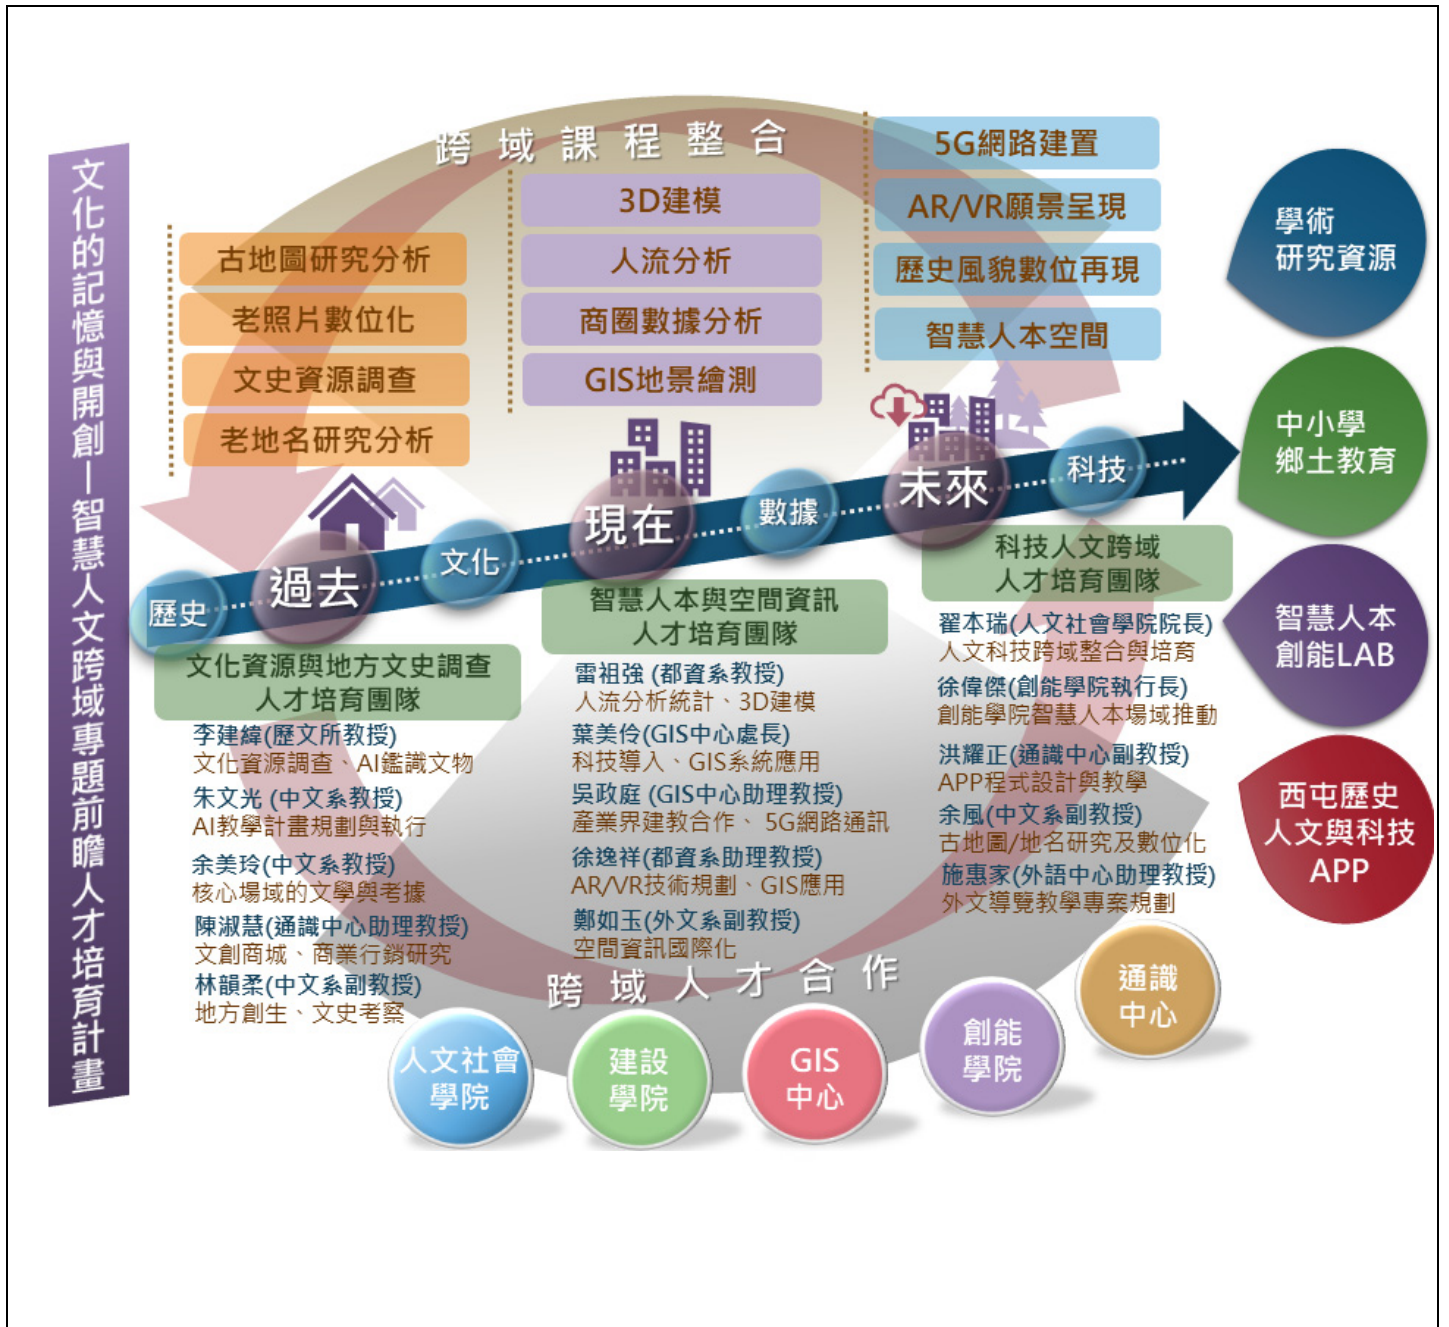 文化的記憶與開創—智慧人文跨域專題前瞻人才培育計畫
跨域課程整合
古地圖研究分析
老照片數位化
文史資源調查
老地名研究分析
3D建模
人流分析
商圈數據分析
GIS地景繪測
5G網路建置
AR/VR願景呈現
歷史風貌數位再現
智慧人本空間
歷史
過去
文化
現在
數據
未來
科技
文化資源與地方文史調查
人才培育團隊
李建緯(歷文所教授)
文化資源調查、AI鑑識文物
朱文光(中文系教授)
AI教學計畫規劃與執行
余美玲(中文系教授)
核心場域的文學與考據
陳淑慧(通識中心助理教授)
文創商城、商業行銷研究
林韻柔(中文系副教授)
地方創生、文史考察
智慧人本與空間資訊
人才培育團隊
雷祖強 (都資系教授)
人流分析統計、3D建模
葉美伶(GIS中心處長)
科技導入、GIS系統應用
吳政庭 (GIS中心助理教授)
產業界建教合作、 5G網路通訊
徐逸祥(都資系助理教授)
AR/VR技術規劃、GIS應用
鄭如玉(外文系副教授)
空間資訊國際化
科技人文跨域
人才培育團隊
翟本瑞(人文社會學院院長)
人文科技跨域整合與培育
徐偉傑(創能學院執行長)
創能學院智慧人本場域推動
洪耀正(通識中心副教授)
APP程式設計與教學
余風(中文系副教授)
古地圖/地名研究及數位化
施惠家(外語中心助理教授)
外文導覽教學專案規劃
跨域人才合作
人文社會
學院
建設
學院
GIS
中心
創能
學院
通識
中心
學術
研究資源
中小學
鄉土教育
智慧人本
創能LAB
西屯歷史
人文與科技
APP